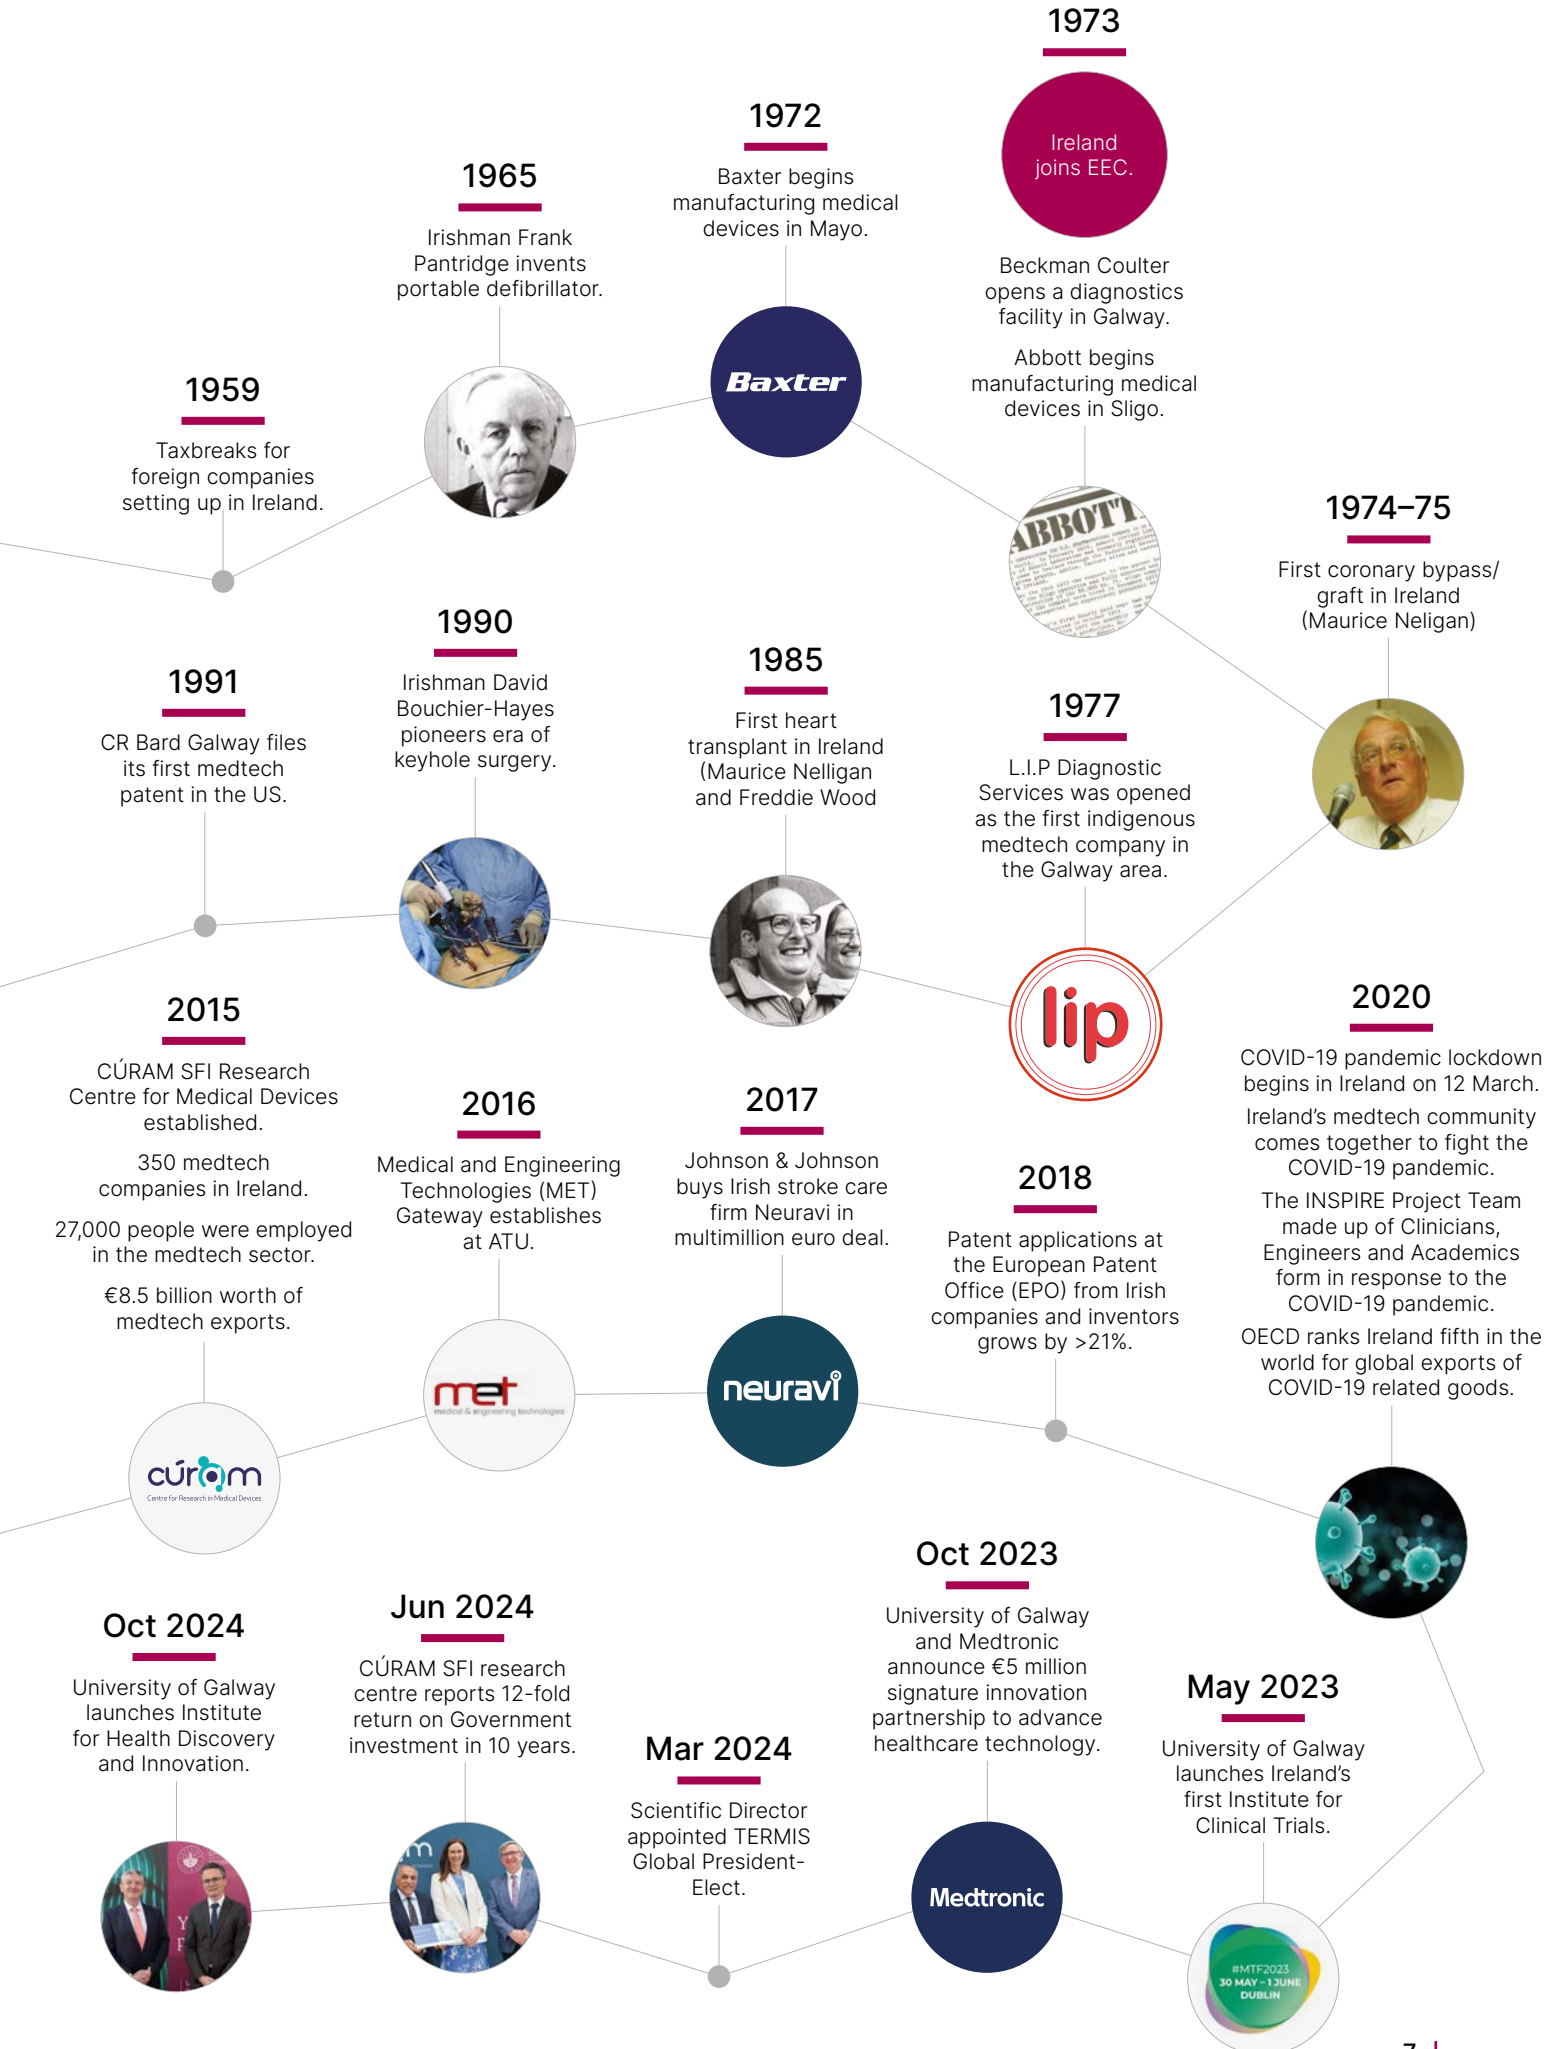 1959
Taxbreaks for
foreign companies
setting up in Ireland.
1965
Irishman Frank
Pantridge invents
portable defibrillator.
1972
Baxter begins
manufacturing medical
devices in Mayo.
Baxter
1973
Ireland
joins EEC.
Beckman Coulter
opens a diagnostics
facility in Galway.
Abbott begins
manufacturing medical
devices in Sligo.
ABBOTT
1974–75
First coronary bypass/
graft in Ireland
(Maurice Neligan)
1977
L.I.P Diagnostic
Services was opened
as the first indigenous
medtech company in
the Galway area.
lip
1985
First heart
transplant in Ireland
(Maurice Nelligan
and Freddie Wood
1990
Irishman David
Bouchier-Hayes
pioneers era of
keyhole surgery.
1991
CR Bard Galway files
its first medtech
patent in the US.
2015
CÚRAM SFI Research
Centre for Medical Devices
established.
350 medtech
companies in Ireland.
27,000 people were employed
in the medtech sector.
€8.5 billion worth of
medtech exports.
cúram
Centre for Research in Medical Devices
2016
Medical and Engineering
Technologies (MET)
Gateway establishes
at ATU.
met
medical & engineering technologies
2017
Johnson & Johnson
buys Irish stroke care
firm Neuravi in
multimillion euro deal.
neuravi
2018
Patent applications at
the European Patent
Office (EPO) from Irish
companies and inventors
grows by >21%.
2020
COVID-19 pandemic lockdown
begins in Ireland on 12 March.
Ireland’s medtech community
comes together to fight the
COVID-19 pandemic.
The INSPIRE Project Team
made up of Clinicians,
Engineers and Academics
form in response to the
COVID-19 pandemic.
OECD ranks Ireland fifth in the
world for global exports of
COVID-19 related goods.
May 2023
University of Galway
launches Ireland’s
first Institute for
Clinical Trials.
#MTF2023
30 MAY – 1 JUNE
DUBLIN
Oct 2023
University of Galway
and Medtronic
announce €5 million
signature innovation
partnership to advance
healthcare technology.
Medtronic
Mar 2024
Scientific Director
appointed TERMIS
Global President-
Elect.
Jun 2024
CÚRAM SFI research
centre reports 12-fold
return on Government
investment in 10 years.
Oct 2024
University of Galway
launches Institute
for Health Discovery
and Innovation.